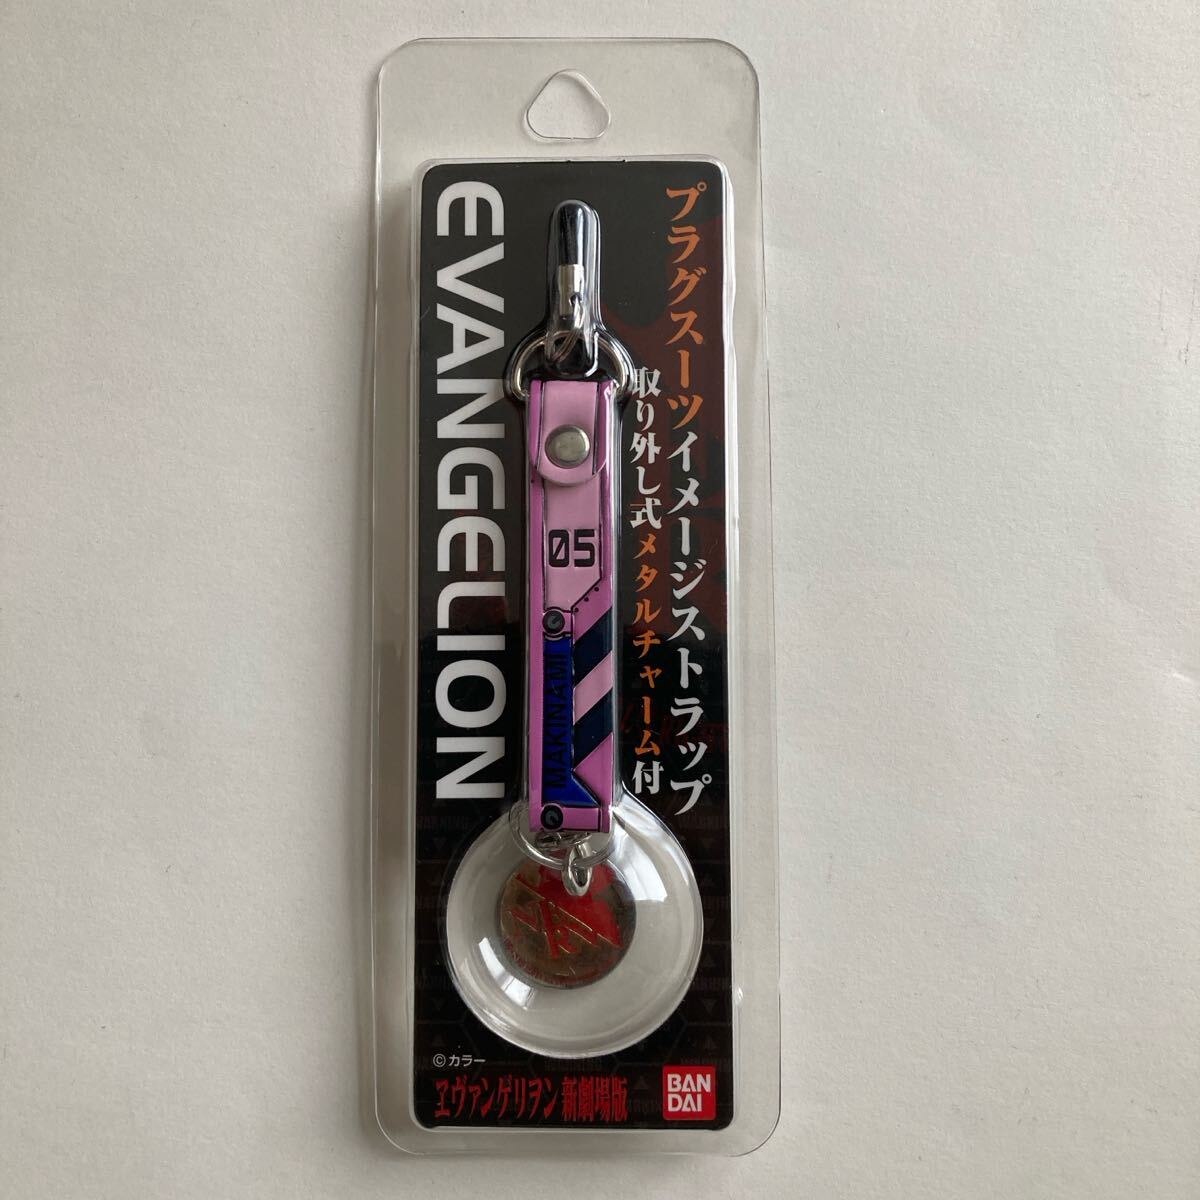 プラグスーツイメージストラップ
取り外し式メタルチャーム付
EVANGELION
05
MAKINAMI
©カラー
ヱヴァンゲリヲン新劇場版
BAN
DAI